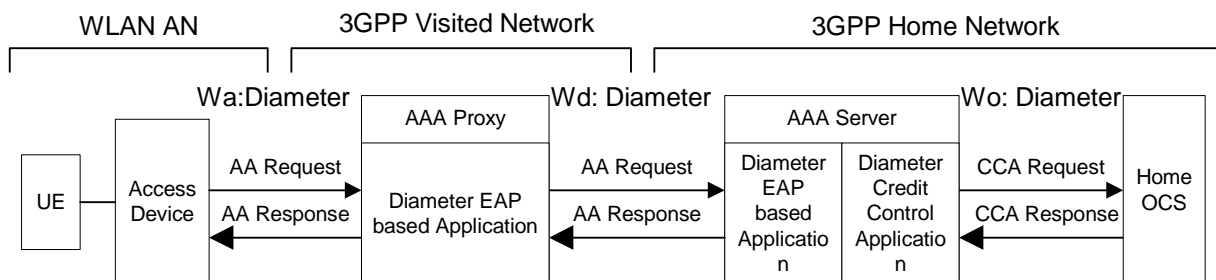 WLAN AN
3GPP Visited Network
3GPP Home Network
Wa:Diameter
Wd: Diameter
Wo: Diameter
UE
Access
Device
AA Request
AA Response
AAA Proxy
Diameter EAP
based Application
AA Request
AA Response
AAA Server
Diameter
EAP
based
Applicatio
n
Diameter
Credit
Control
Applicatio
n
CCA Request
CCA Response
Home
OCS